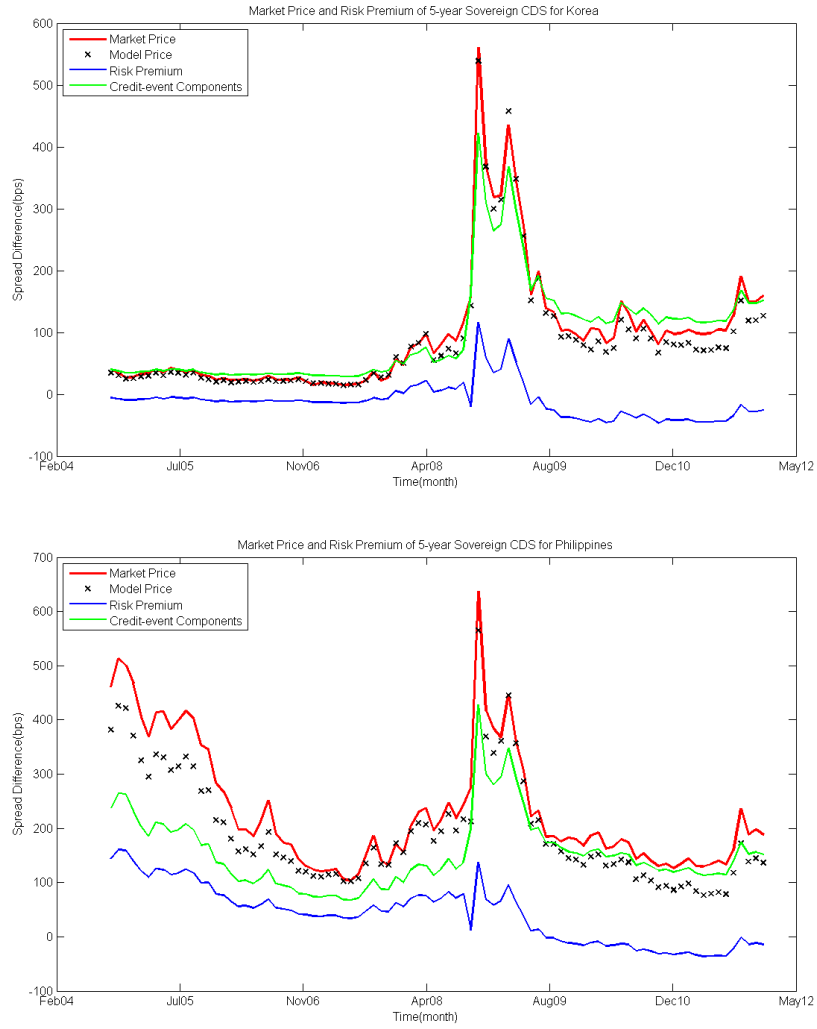 Market Price and Risk Premium of 5-year Sovereign CDS for Korea
600
500
400
300
200
100
0
-100
Spread Difference(bps)
Market Price
Model Price
Risk Premium
Credit-event Components
Feb04 Jul05 Nov06 Apr08 Aug09 Dec10 May12
Time(month)
Market Price and Risk Premium of 5-year Sovereign CDS for Philippines
700
600
500
400
300
200
100
0
-100
Spread Difference(bps)
Market Price
Model Price
Risk Premium
Credit-event Components
Feb04 Jul05 Nov06 Apr08 Aug09 Dec10 May12
Time(month)